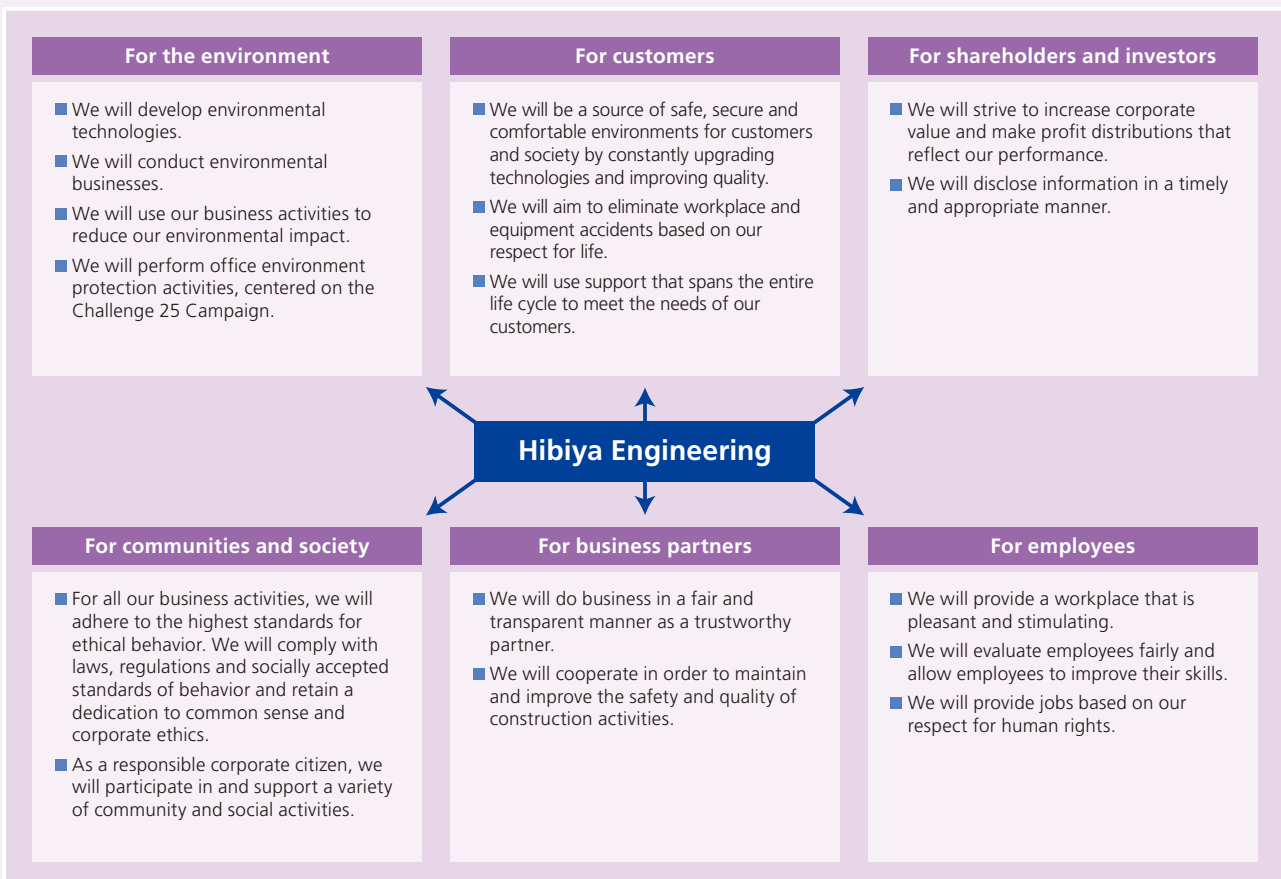 For the environment
We will develop environmental
technologies.
We will conduct environmental
businesses.
We will use our business activities to
reduce our environmental impact.
We will perform office environment
protection activities, centered on the
Challenge 25 Campaign.
For customers
We will be a source of safe, secure and
comfortable environments for customers
and society by constantly upgrading
technologies and improving quality.
We will aim to eliminate workplace and
equipment accidents based on our
respect for life.
We will use support that spans the entire
life cycle to meet the needs of our
customers.
For shareholders and investors
We will strive to increase corporate
value and make profit distributions that
reflect our performance.
We will disclose information in a timely
and appropriate manner.
Hibiya Engineering
For communities and society
For all our business activities, we will
adhere to the highest standards for
ethical behavior. We will comply with
laws, regulations and socially accepted
standards of behavior and retain a
dedication to common sense and
corporate ethics.
As a responsible corporate citizen, we
will participate in and support a variety
of community and social activities.
For business partners
We will do business in a fair and
transparent manner as a trustworthy
partner.
We will cooperate in order to maintain
and improve the safety and quality of
construction activities.
For employees
We will provide a workplace that is
pleasant and stimulating.
We will evaluate employees fairly and
allow employees to improve their skills.
We will provide jobs based on our
respect for human rights.